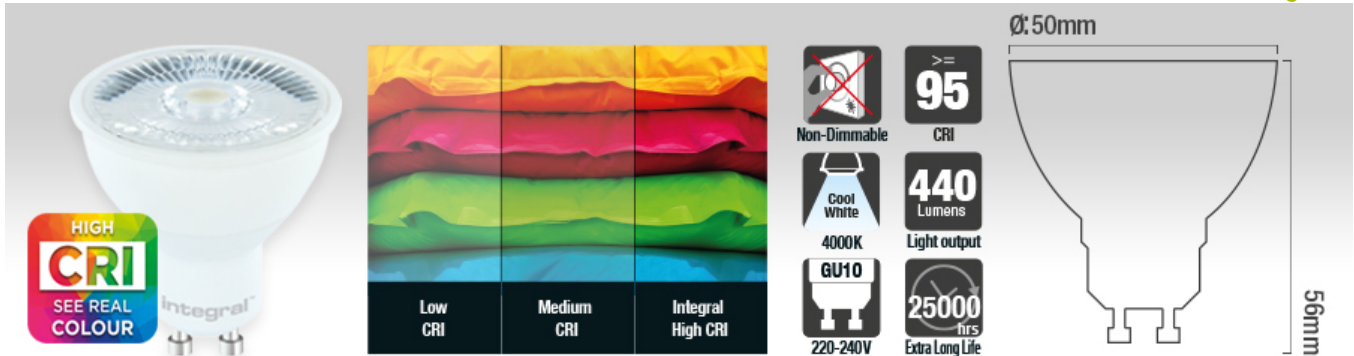 HIGH
CRI
SEE REAL
COLOUR
integral™
Low
CRI
Medium
CRI
Integral
High CRI
Non-Dimmable
>=
95
CRI
Cool
White
4000K
440
Lumens
Light output
GU10
220-240V
25000
hrs
Extra Long Life
Ø:50mm
56mm